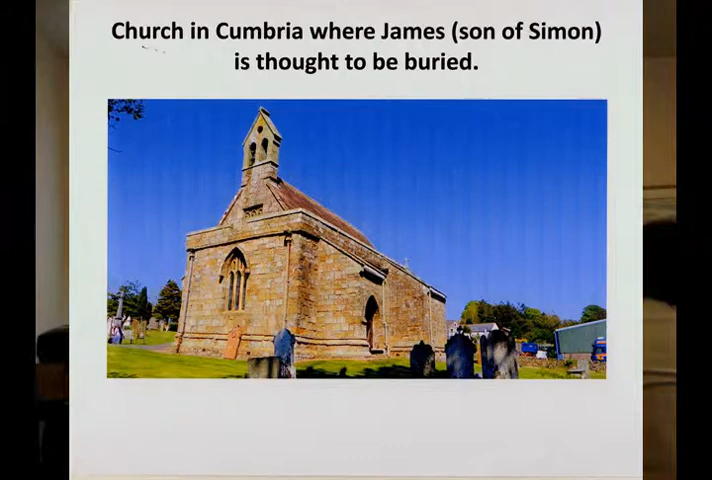 Church in Cumbria where James (son of Simon)
is thought to be buried.